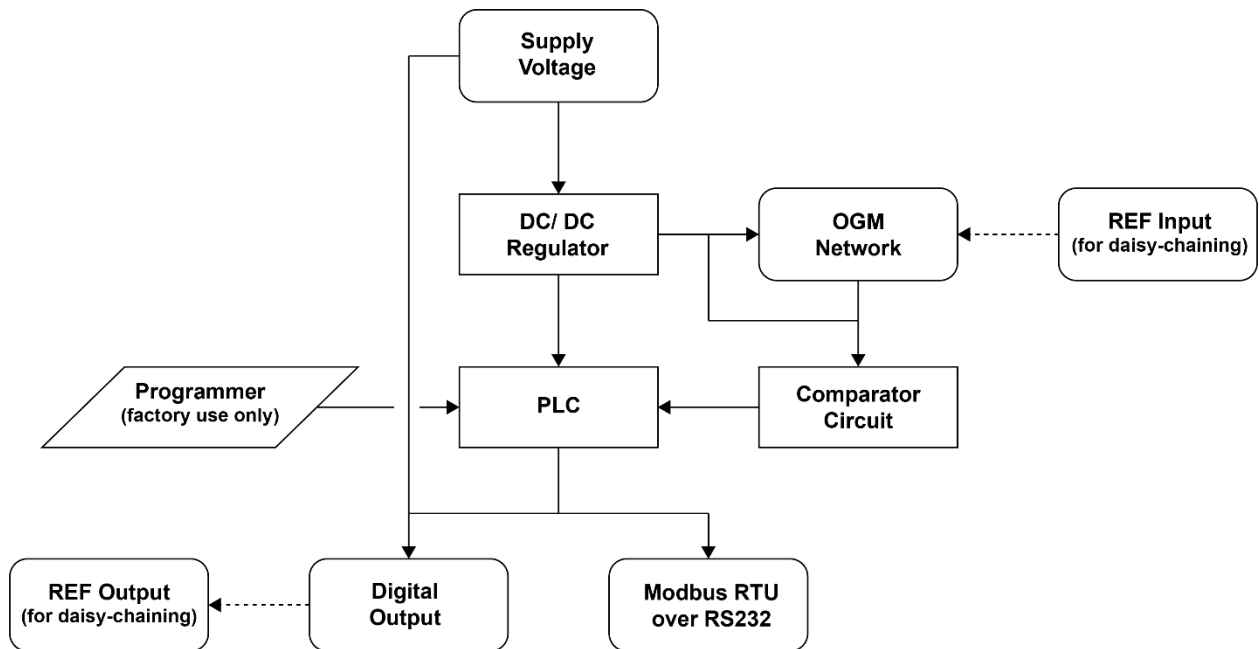 Supply
Voltage
DC/ DC
Regulator
OGM
Network
REF Input
(for daisy-chaining)
Programmer
(factory use only)
PLC
Comparator
Circuit
REF Output
(for daisy-chaining)
Digital
Output
Modbus RTU
over RS232